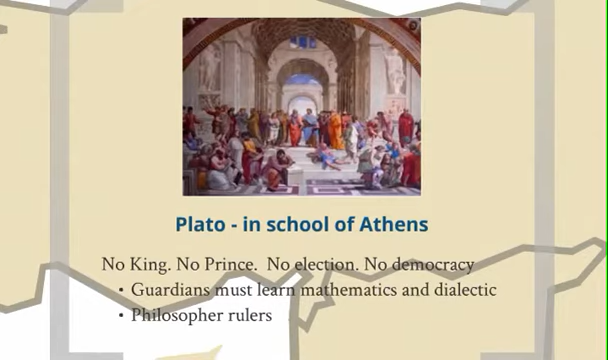 Plato - in school of Athens
No King. No Prince.  No election. No democracy
• Guardians must learn mathematics and dialectic
• Philosopher rulers